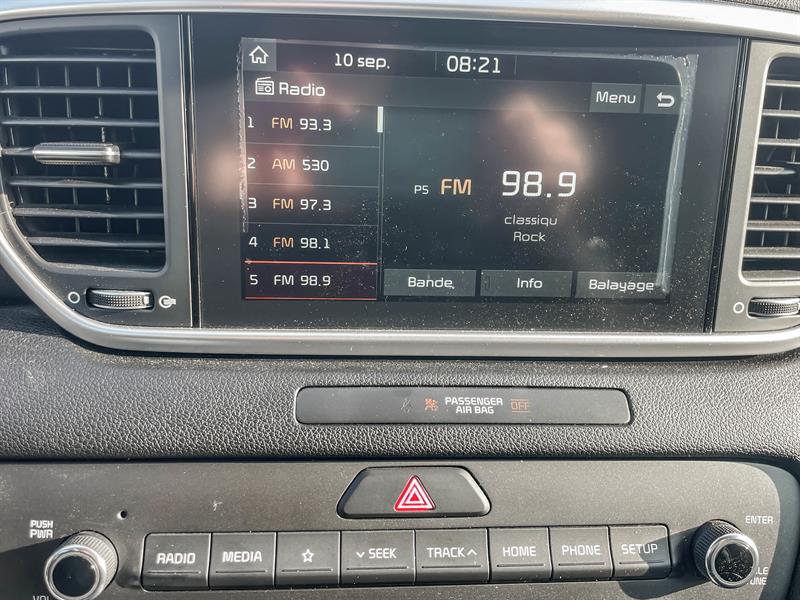 10 sep. 08:21
Radio
Menu
1 FM 93.3
2 AM 530
3 FM 97.3
4 FM 98.1
5 FM 98.9
P5 FM 98.9
classiqu
Rock
Bande Info Balayage
PASSENGER
AIR BAG OFF
PUSH
PWR
VOL
RADIO MEDIA SEEK TRACK HOME PHONE SETUP
ENTER
TUNE